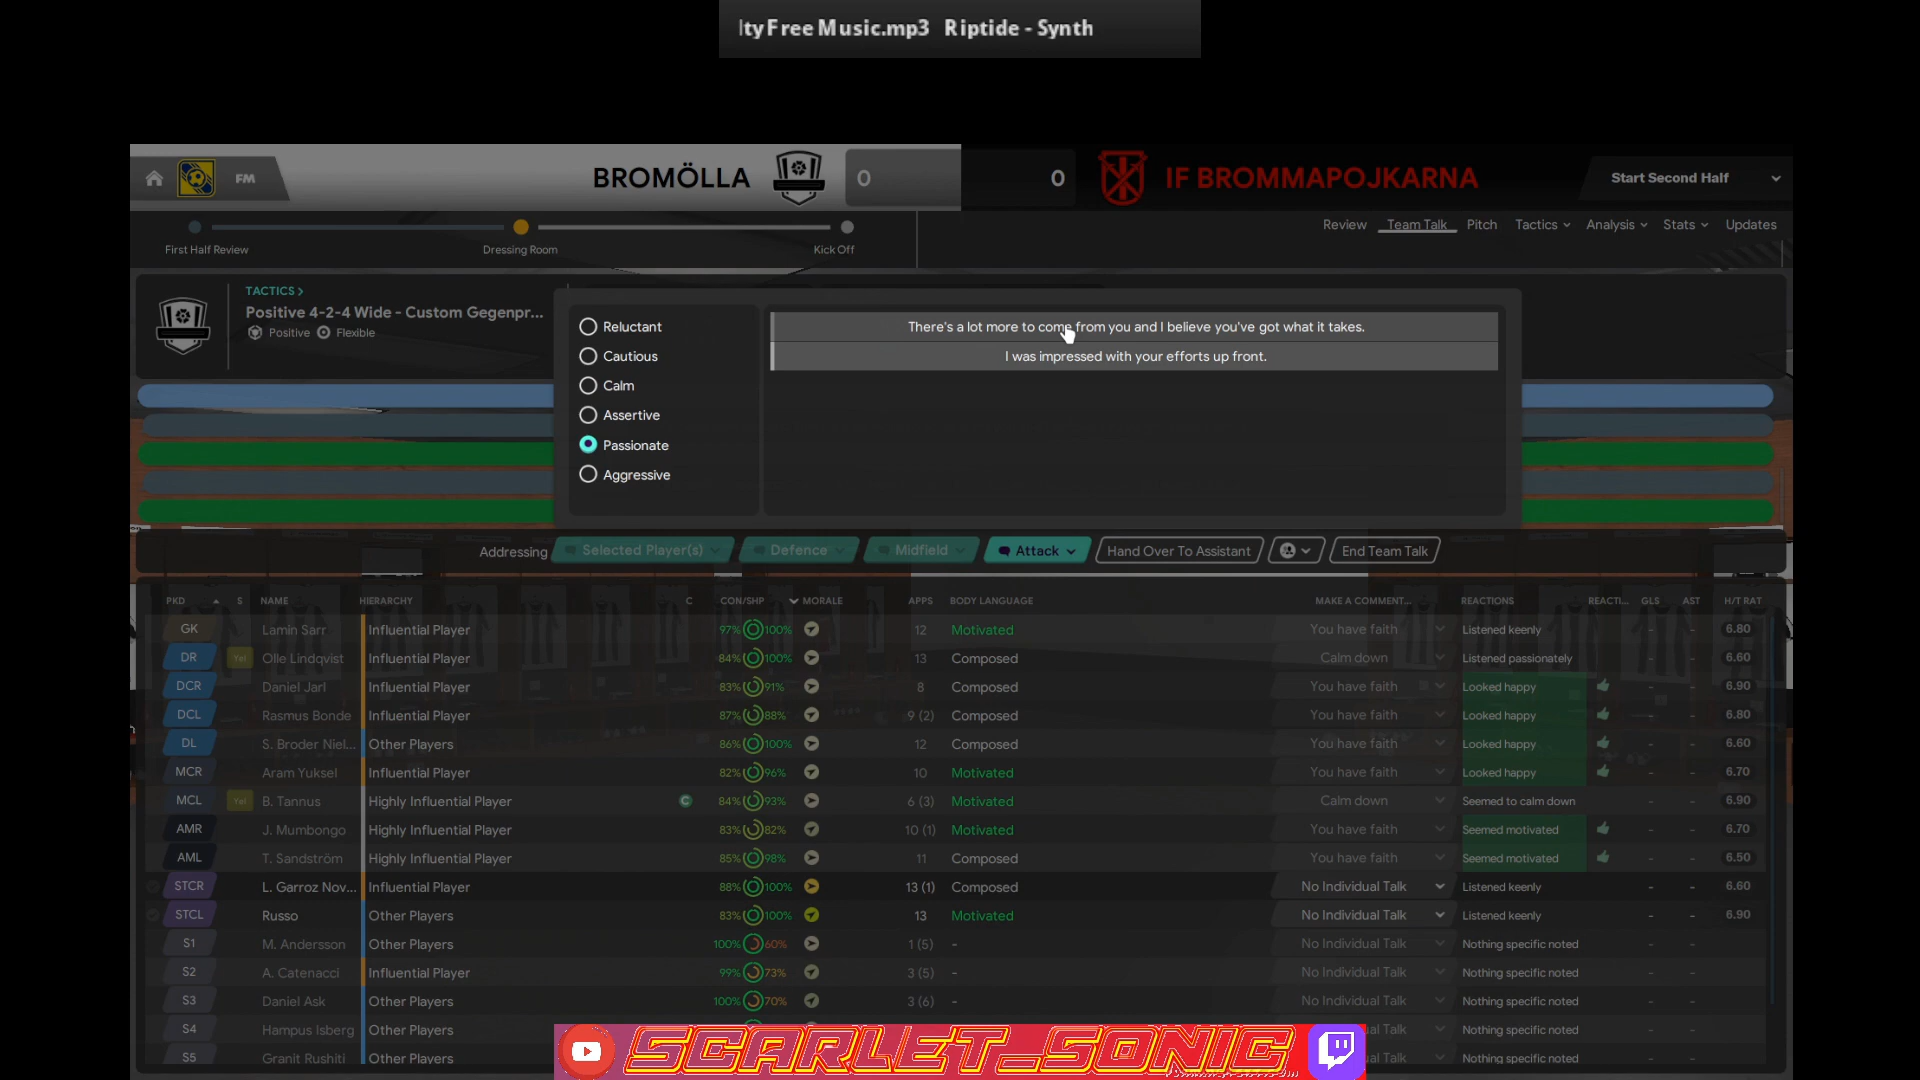 ltyFree Music.mp3 Riptide - Synth
FM
BROMÖLLA
0
0
IF BROMMAPOJKARNA
Start Second Half
First Half Review
Dressing Room
Kick Off
Review
Team Talk
Pitch
Tactics
Analysis
Stats
Updates
TACTICS
Positive 4-2-4 Wide - Custom Gegenpr...
Positive Flexible
Reluctant
Cautious
Calm
Assertive
Passionate
Aggressive
There's a lot more to come from you and I believe you've got what it takes.
I was impressed with your efforts up front.
Addressing Selected Player(s) Defence Midfield Attack Hand Over To Assistant End Team Talk
PKD S NAME HIERARCHY C CON/SHP MORALE APPS BODY LANGUAGE MAKE A COMMENT... REACTIONS REACTI... GLS AST H/T RAT
GK Lamin Sarr Influential Player 97% 100% 12 Motivated You have faith Listened keenly - - 6.80
DR Yel Olle Lindqvist Influential Player 84% 100% 13 Composed Calm down Listened passionately - - 6.60
DCR Daniel Jarl Influential Player 83% 91% 8 Composed You have faith Looked happy - - 6.90
DCL Rasmus Bonde Influential Player 87% 88% 9 (2) Composed You have faith Looked happy - - 6.80
DL S. Broder Niel... Other Players 86% 100% 12 Composed You have faith Looked happy - - 6.60
MCR Aram Yuksel Influential Player 82% 96% 10 Motivated You have faith Looked happy - - 6.70
MCL Yel B. Tannus Highly Influential Player C 84% 93% 6 (3) Motivated Calm down Seemed to calm down - - 6.90
AMR J. Mumbongo Highly Influential Player 83% 82% 10 (1) Motivated You have faith Seemed motivated - - 6.70
AML T. Sandström Highly Influential Player 85% 98% 11 Composed You have faith Seemed motivated - - 6.50
STCR L. Garroz Nov... Influential Player 88% 100% 13 (1) Composed No Individual Talk Listened keenly - - 6.60
STCL Russo Other Players 83% 100% 13 Motivated No Individual Talk Listened keenly - - 6.90
S1 M. Andersson Other Players 100% 60% 1 (5) - No Individual Talk Nothing specific noted - -
S2 A. Catenacci Influential Player 99% 73% 3 (5) - No Individual Talk Nothing specific noted - -
S3 Daniel Ask Other Players 100% 70% 3 (6) - No Individual Talk Nothing specific noted - -
S4 Hampus Isberg Other Players al Talk Nothing specific noted - -
S5 Granit Rushiti Other Players al Talk Nothing specific noted - -
SCARLET_SONIC